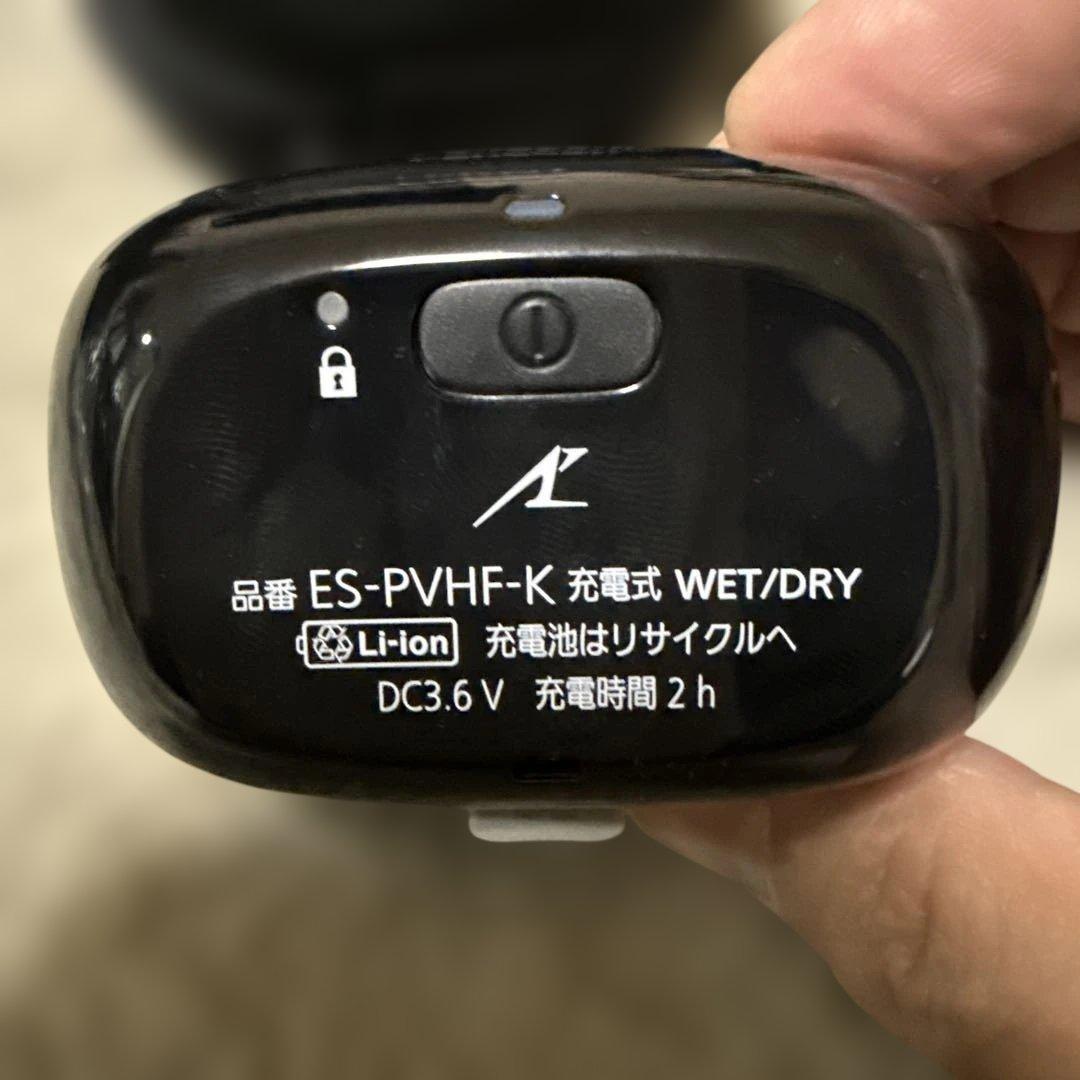 品番 ES-PVHF-K 充電式 WET/DRY
Li-ion 充電池はリサイクルへ
DC3.6 V 充電時間 2 h